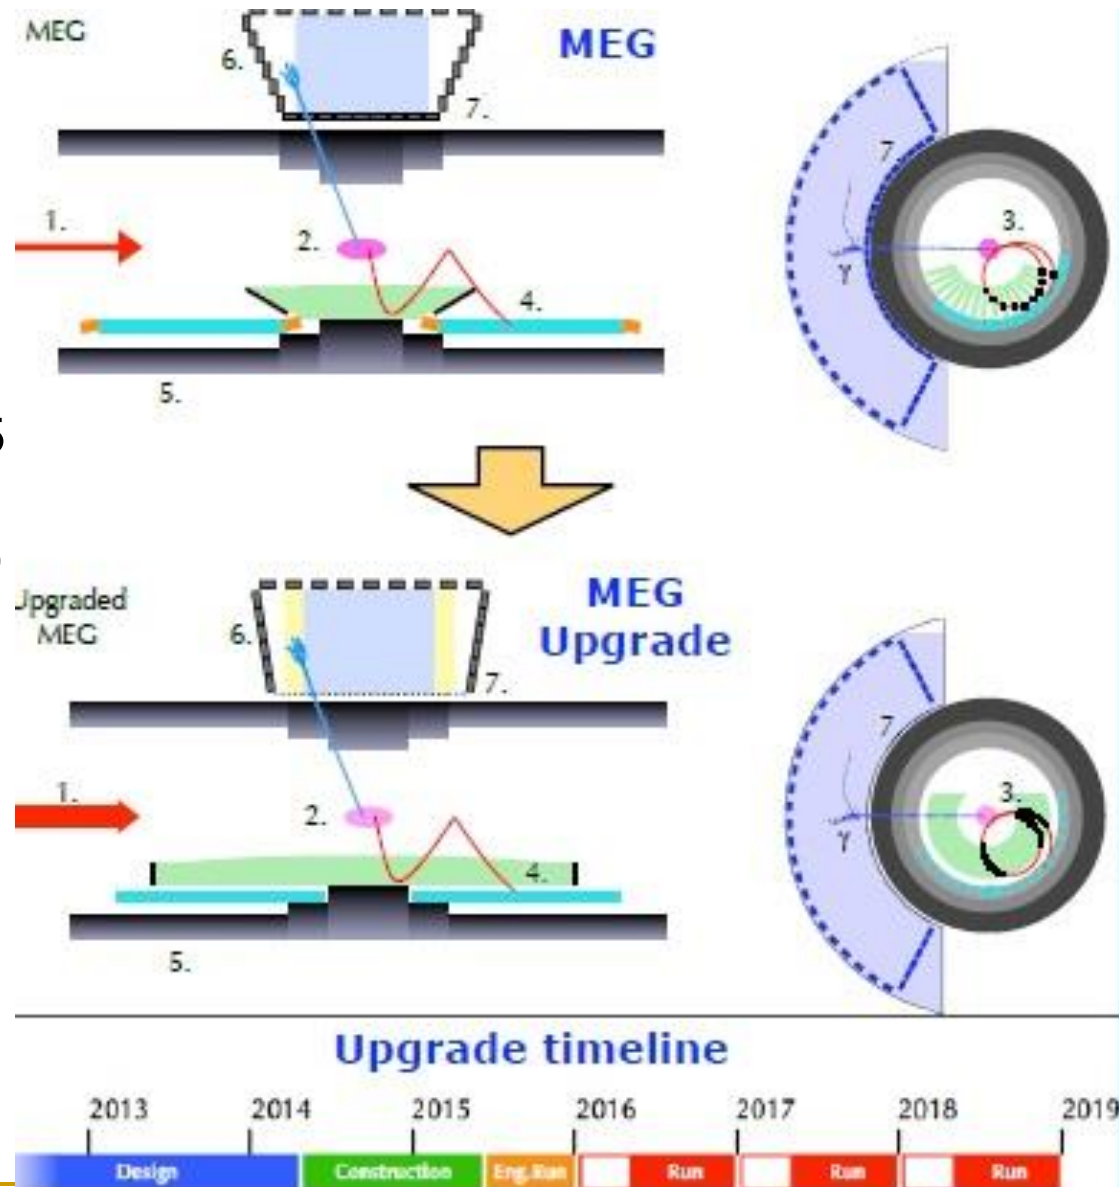 MEG
MEG
6.
7.
7
1.
2.
3.
γ
4.
5.
5
Upgraded
MEG
MEG
Upgrade
6.
7.
7
1.
2.
3.
γ
4.
5.
Upgrade timeline
2013 2014 2015 2016 2017 2018 2019
Design Construction Eng.Run Run Run Run